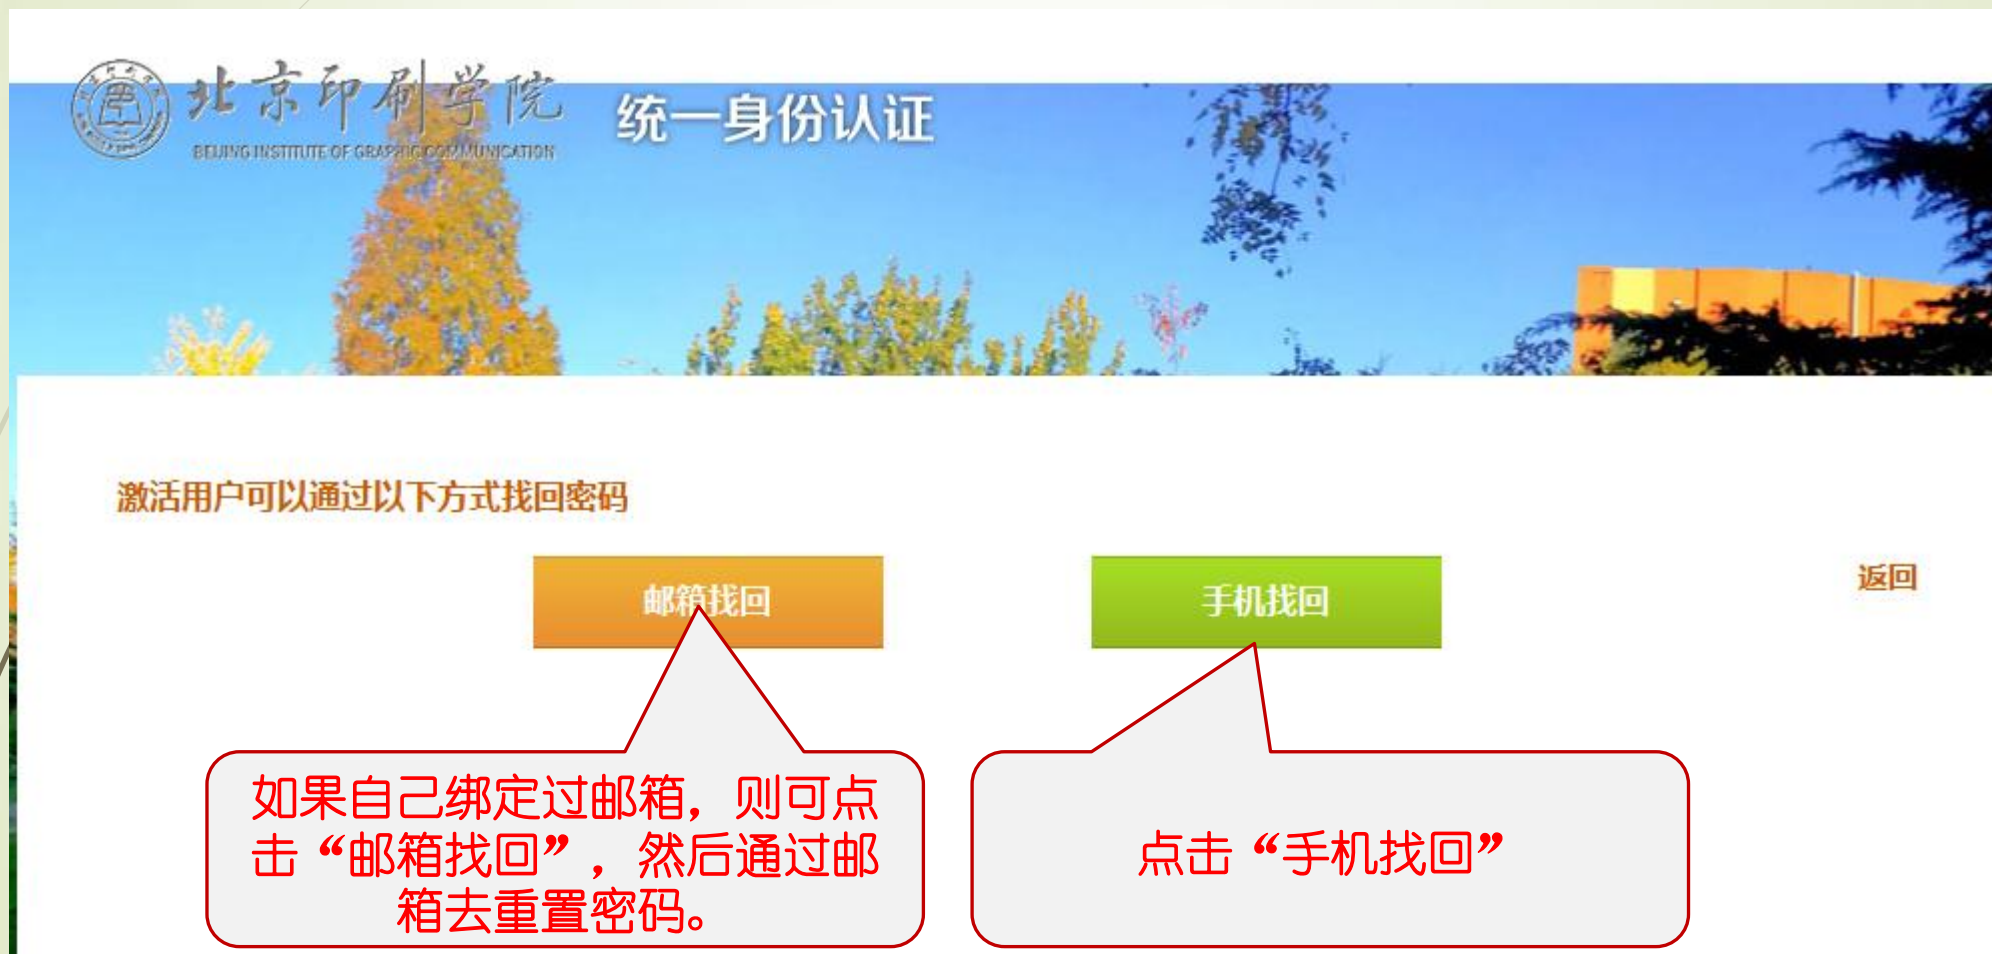 北京印刷学院
BEIJING INSTITUTE OF GRAPHIC COMMUNICATION
统一身份认证
激活用户可以通过以下方式找回密码
邮箱找回
手机找回
返回
如果自己绑定过邮箱，则可点
击“邮箱找回”，然后通过邮
箱去重置密码。
点击“手机找回”